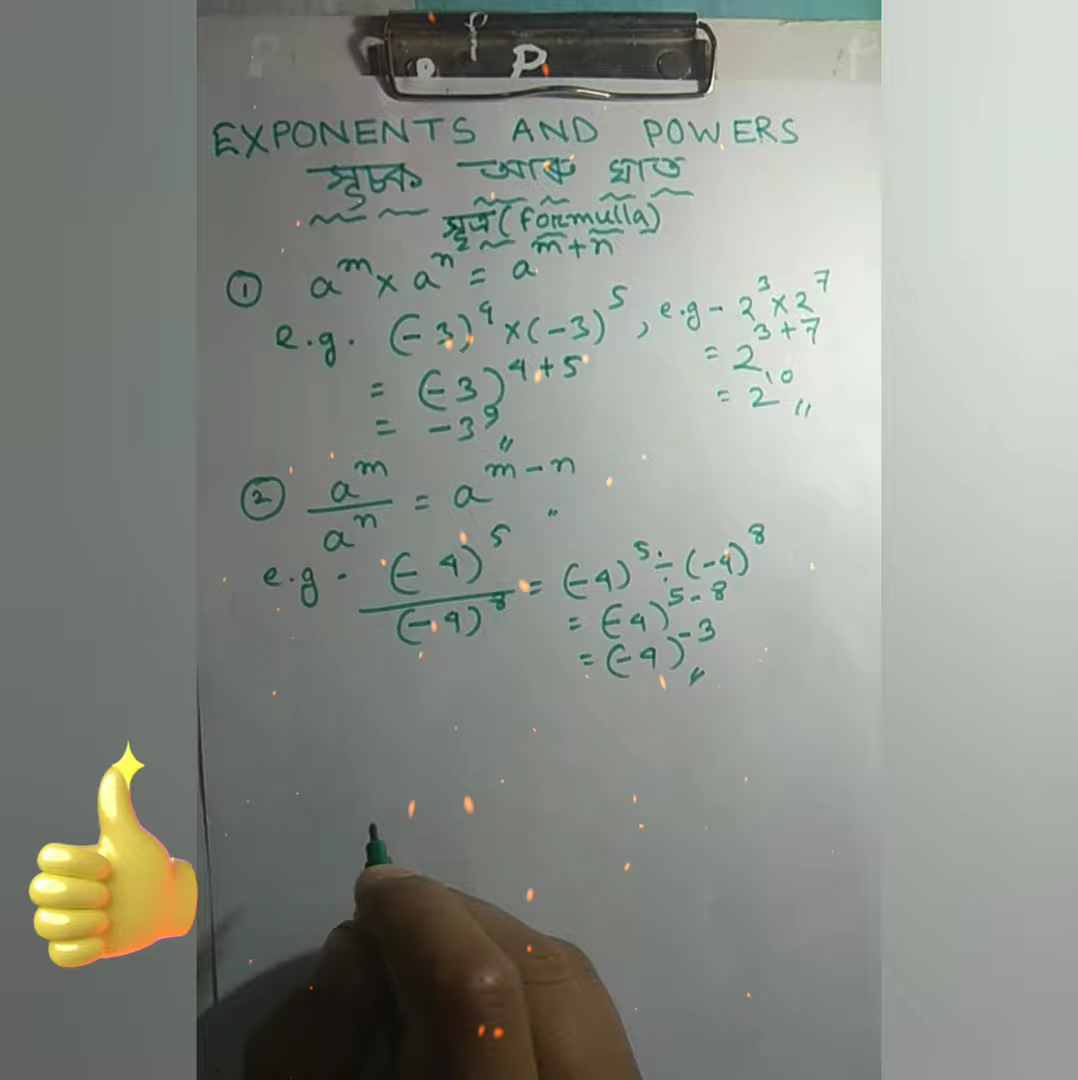 P
EXPONENTS AND POWERS
সূচক আৰু ঘাত
সূত্ৰ (formulla)
① a^m × a^n = a^{m+n}
e.g. (-3)^4 × (-3)^5 , e.g - 2^3 × 2^7
= (-3)^{4+5} = 2^{3+7}
= -3^9 = 2^{10}
② a^m / a^n = a^{m-n}
e.g - (-4)^5 / (-4)^8 = (-4)^5 ÷ (-4)^8
= (-4)^{5-8}
= (-4)^{-3}